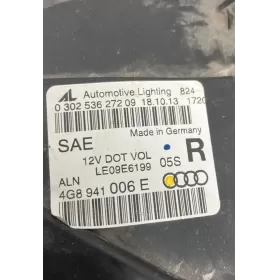 AL Automotive Lighting 824
0 302 536 272 09 18.10.13 1720
Made in Germany
SAE
12V DOT VOL
LE09E6199 05S R
ALN
4G8 941 006 E